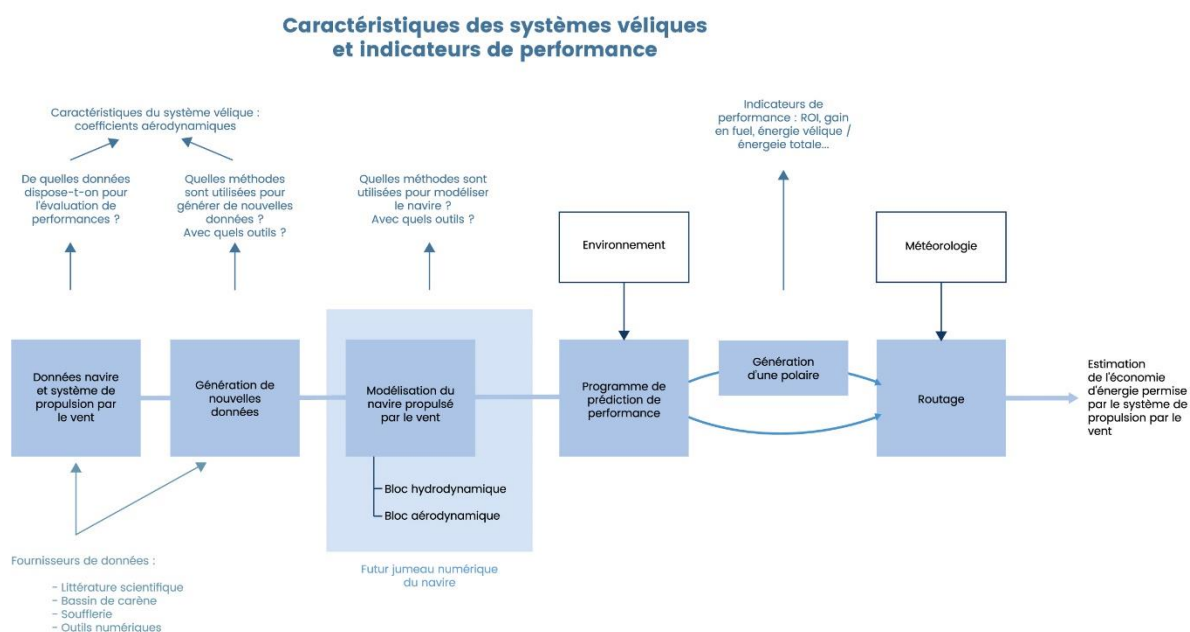 Caractéristiques des systèmes véliques
et indicateurs de performance
Caractéristiques du système vélique :
coefficients aérodynamiques
Indicateurs de
performance : ROI, gain
en fuel, énergie vélique /
énergeie totale...
De quelles données
dispose-t-on pour
l'évaluation de
performances ?
Quelles méthodes
sont utilisées pour
générer de nouvelles
données ?
Avec quels outils ?
Quelles méthodes sont
utilisées pour modéliser
le navire ?
Avec quels outils ?
Environnement
Météorologie
Données navire
et système de
propulsion par
le vent
Génération de
nouvelles
données
Modélisation du
navire propulsé
par le vent
Programme de
prédiction de
performance
Génération
d'une polaire
Routage
Estimation
de l'économie
d'énergie permise
par le système de
propulsion par le
vent
Bloc hydrodynamique
Bloc aérodynamique
Fournisseurs de données :
- Littérature scientifique
- Bassin de carène
- Soufflerie
- Outils numériques
Futur jumeau numérique
du navire